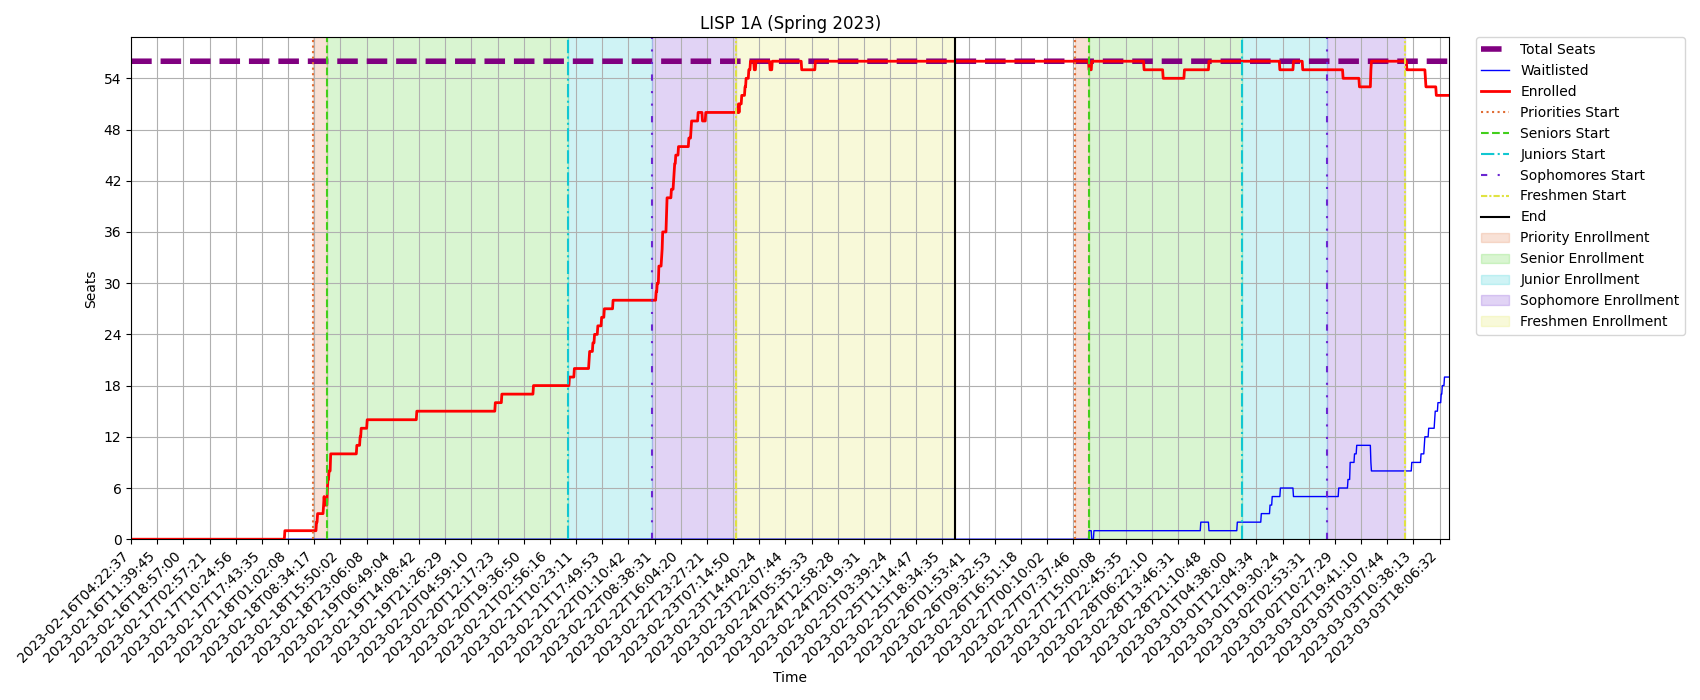 LISP 1A (Spring 2023)
Seats
54
48
42
36
30
24
18
12
6
0
2023-02-16T04:22:37
2023-02-16T11:39:45
2023-02-16T18:57:00
2023-02-17T02:57:21
2023-02-17T10:24:56
2023-02-17T17:43:35
2023-02-18T01:02:08
2023-02-18T08:34:17
2023-02-18T15:50:02
2023-02-18T23:06:08
2023-02-19T06:49:04
2023-02-19T14:08:42
2023-02-19T21:26:29
2023-02-20T04:59:10
2023-02-20T12:17:23
2023-02-20T19:36:50
2023-02-21T02:56:16
2023-02-21T10:23:11
2023-02-21T17:49:53
2023-02-22T01:10:42
2023-02-22T08:38:31
2023-02-22T16:04:20
2023-02-22T23:27:21
2023-02-23T07:14:50
2023-02-23T14:40:24
2023-02-23T22:07:44
2023-02-24T05:35:33
2023-02-24T12:58:28
2023-02-24T20:19:31
2023-02-25T03:39:24
2023-02-25T11:14:47
2023-02-25T18:34:35
2023-02-26T01:53:41
2023-02-26T09:32:53
2023-02-26T16:51:18
2023-02-27T00:10:02
2023-02-27T07:37:46
2023-02-27T15:00:08
2023-02-27T22:45:35
2023-02-28T06:22:10
2023-02-28T13:46:31
2023-02-28T21:10:48
2023-03-01T04:38:00
2023-03-01T12:04:34
2023-03-01T19:30:24
2023-03-02T02:53:31
2023-03-02T10:27:29
2023-03-02T19:41:10
2023-03-03T03:07:44
2023-03-03T10:38:13
2023-03-03T18:06:32
Time
Total Seats
Waitlisted
Enrolled
Priorities Start
Seniors Start
Juniors Start
Sophomores Start
Freshmen Start
End
Priority Enrollment
Senior Enrollment
Junior Enrollment
Sophomore Enrollment
Freshmen Enrollment